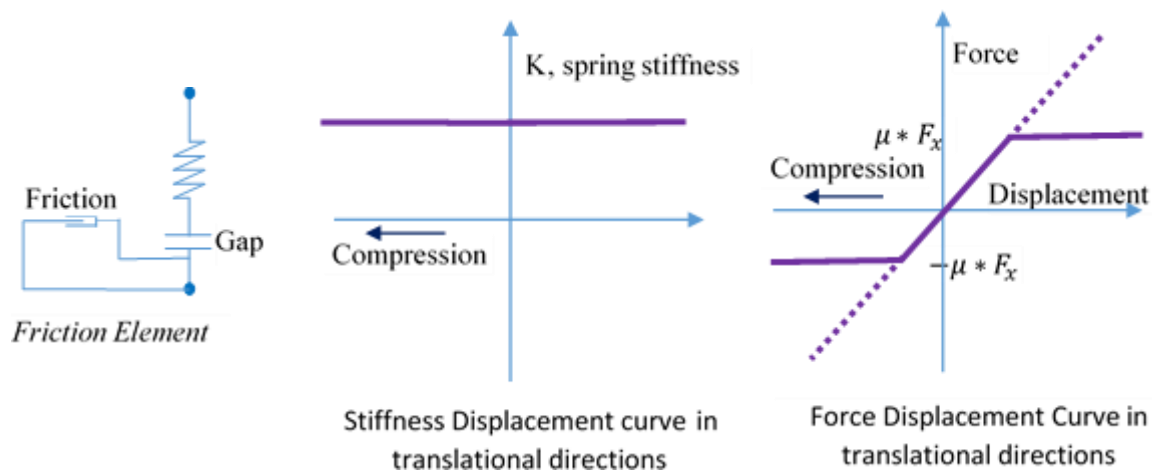 Friction
Gap
Friction Element
K, spring stiffness
Compression
Stiffness Displacement curve in
translational directions
Force
μ * Fₓ
Compression
Displacement
−μ * Fₓ
Force Displacement Curve in
translational directions